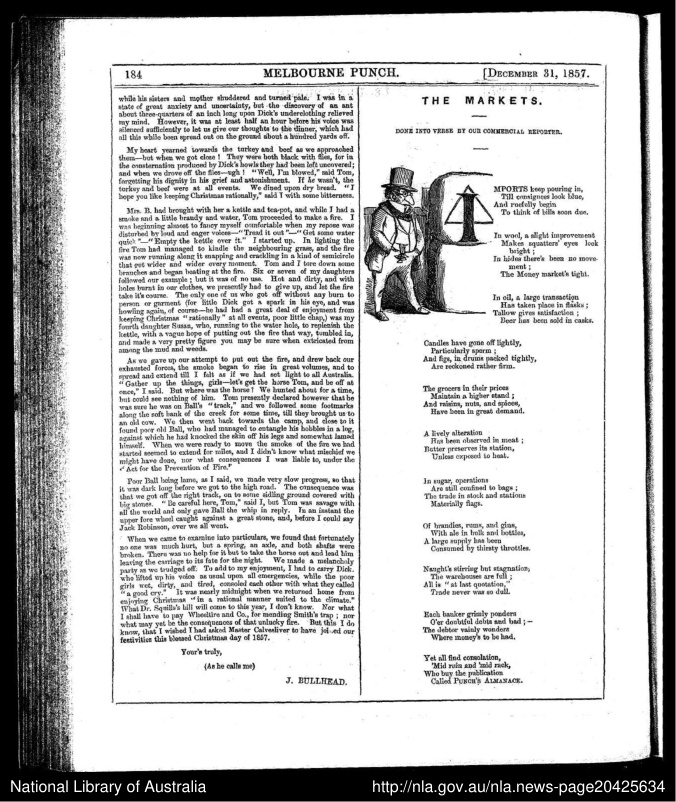 184
MELBOURNE PUNCH.
[DECEMBER 31, 1857.
while his sisters and mother shuddered and turned pale. I was in a
state of great anxiety and uncertainty, but the discovery of an ant
about three-quarters of an inch long upon Dick's underclothing relieved
my mind. However, it was at least half an hour before his voice was
silenced sufficiently to let us give our thoughts to the dinner, which had
all this while been spread out on the ground about a hundred yards off.
My heart yearned towards the turkey and beef as we approached
them—but when we got close! They were both black with flies, for in
the consternation produced by Dick's howls they had been left uncovered;
and when we drove off the flies—ugh! "Well, I'm blowed," said Tom,
forgetting his dignity in his grief and astonishment. If he wasn't, the
turkey and beef were at all events. We dined upon dry bread. "I
hope you like keeping Christmas rationally," said I with some bitterness.
Mrs. B. had brought with her a kettle and tea-pot, and while I had a
smoke and a little brandy and water, Tom proceeded to make a fire. I
was beginning almost to fancy myself comfortable when my repose was
disturbed by loud and eager voices—"Tread it out"—"Get some water
quick"—"Empty the kettle over it." I started up. In lighting the
fire Tom had managed to kindle the neighbouring grass, and the fire
was now running along it snapping and crackling in a kind of semicircle
that got wider and wider every moment. Tom and I tore down some
branches and began beating at the fire. Six or seven of my daughters
followed our example; but it was of no use. Hot and dirty, and with
holes burnt in our clothes, we presently had to give up, and let the fire
take it's course. The only one of us who got off without any burn to
person or garment (for little Dick got a spark in his eye, and was
howling again, of course—he had had a great deal of enjoyment from
keeping Christmas "rationally" at all events, poor little chap,) was my
fourth daughter Susan, who, running to the water hole, to replenish the
kettle, with a vague hope of putting out the fire that way, tumbled in,
and made a very pretty figure you may be sure when extricated from
among the mud and weeds.
As we gave up our attempt to put out the fire, and drew back our
exhausted forces, the smoke began to rise in great volumes, and to
spread and extend till I felt as if we had set light to all Australia.
"Gather up the things, girls—let's get the horse Tom, and be off at
once," I said. But where was the horse? We hunted about for a time,
but could see nothing of him. Tom presently declared however that he
was sure he was on Ball's "track," and we followed some footmarks
along the soft bank of the creek for some time, till they brought us to
an old cow. We then went back towards the camp, and close to it
found poor old Ball, who had managed to entangle his hobbles in a log,
against which he had knocked the skin off his legs and somewhat lamed
himself. When we were ready to move the smoke of the fire we had
started seemed to extend for miles, and I didn't know what mischief we
might have done, nor what consequences I was liable to, under the
"Act for the Prevention of Fire."
Poor Ball being lame, as I said, we made very slow progress, so that
it was dark long before we got to the high road. The consequence was
that we got off the right track, on to some sidling ground covered with
big stones. "Be careful here, Tom," said I, but Tom was savage with
all the world and only gave Ball the whip in reply. In an instant the
upper fore wheel caught against a great stone, and, before I could say
Jack Robinson, over we all went.
When we came to examine into particulars, we found that fortunately
no one was much hurt, but a spring, an axle, and both shafts were
broken. There was no help for it but to take the horse out and lead him
leaving the carriage to its fate for the night. We made a melancholy
party as we trudged off. To add to my enjoyment, I had to carry Dick.
who lifted up his voice as usual upon all emergencies, while the poor
girls wet, dirty, and tired, consoled each other with what they called
"a good cry." It was nearly midnight when we returned home from
enjoying Christmas "in a rational manner suited to the climate."
What Dr. Squills's bill will come to this year, I don't know. Nor what
I shall have to pay Wheeltire and Co., for mending Smith's trap; nor
what may yet be the consequences of that unlucky fire. But this I do
know, that I wished I had asked Master Calvesliver to have joined our
festivities this blessed Christmas day of 1857.
Your's truly,
(As he calls me)
J. BULLHEAD.
THE MARKETS.
DONE INTO VERSE BY OUR COMMERCIAL REPORTER.
IMPORTS keep pouring in,
Till consignees look blue,
And ruefully begin
To think of bills soon due.
In wool, a slight improvement
Makes squatters' eyes look
bright;
In hides there's been no move-
ment;
The Money market's tight.
In oil, a large transaction
Has taken place in flasks;
Tallow gives satisfaction;
Beer has been sold in casks.
Candles have gone off lightly,
Particularly sperm;
And figs, in drums packed tightly,
Are reckoned rather firm.
The grocers in their prices
Maintain a higher stand;
And raisins, nuts, and spices,
Have been in great demand.
A lively alteration
Has been observed in meat;
Butter preserves its station,
Unless exposed to heat.
In sugar, operations
Are still confined to bags;
The trade in stock and stations
Materially flags.
Of brandies, rums, and gins,
With ale in bulk and bottles,
A large supply has been
Consumed by thirsty throttles.
Naught's stirring but stagnation;
The warehouses are full;
All is "at last quotation,"
Trade never was so dull.
Each banker grimly ponders
O'er doubtful debts and bad;—
The debtor vainly wonders
Where money's to be had.
Yet all find consolation,
'Mid ruin and 'mid rack,
Who buy the publication
Called PUNCH'S ALMANACK.
National Library of Australia
http://nla.gov.au/nla.news-page20425634